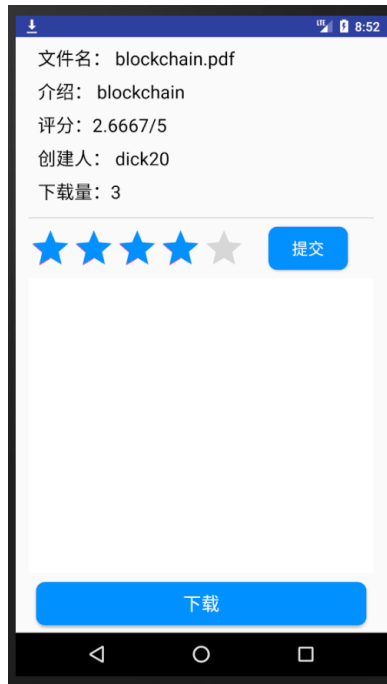 LTE 8:52
文件名： blockchain.pdf
介绍： blockchain
评分：2.6667/5
创建人： dick20
下载量：3
提交
下载